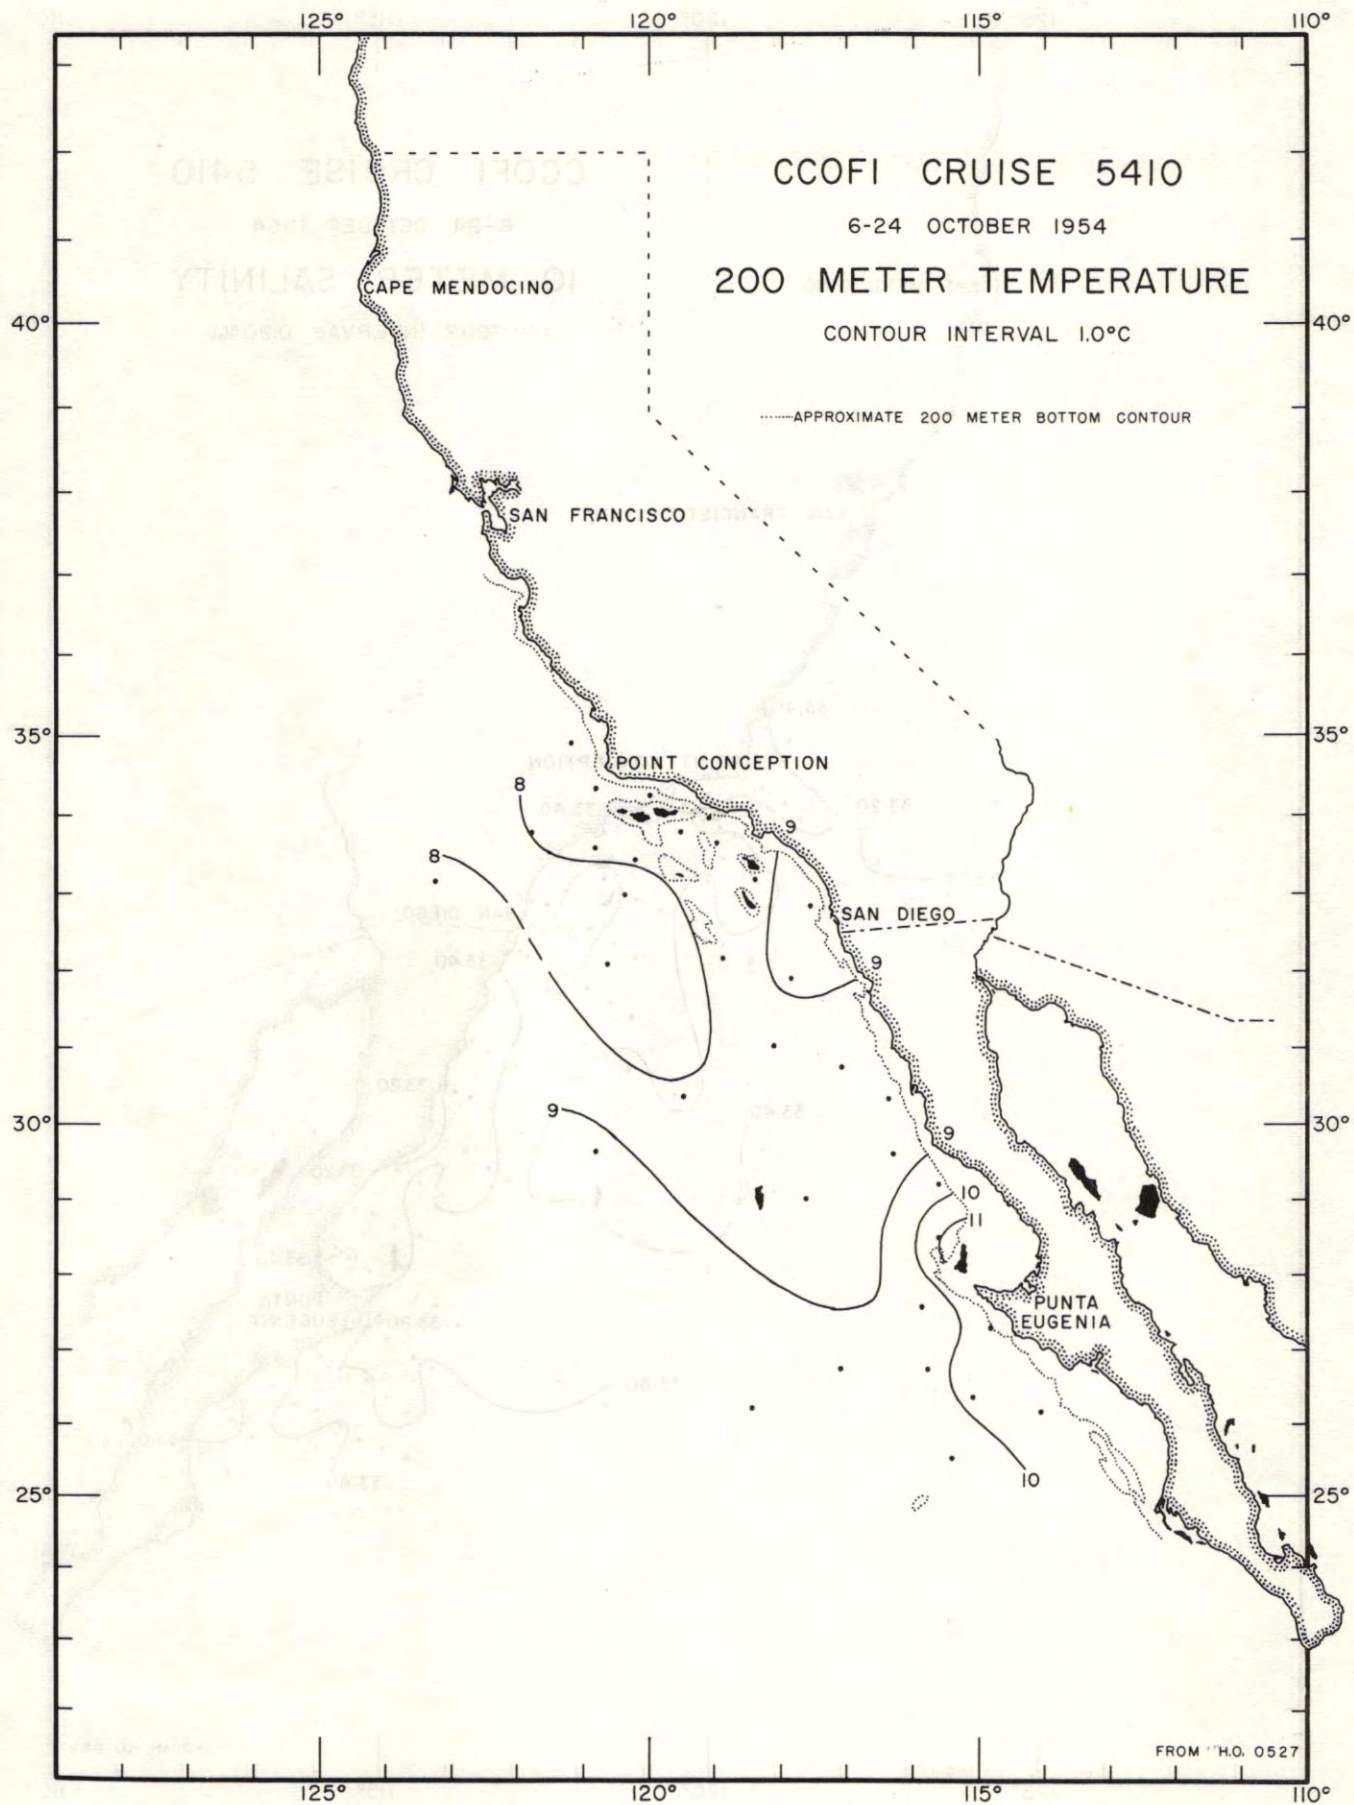 125° 120° 115° 110°
CCOFI CRUISE 5410
6-24 OCTOBER 1954
200 METER TEMPERATURE
CONTOUR INTERVAL 1.0°C
APPROXIMATE 200 METER BOTTOM CONTOUR
CAPE MENDOCINO
40° 40°
SAN FRANCISCO
35° 35°
POINT CONCEPTION
8
9
8
SAN DIEGO
9
30° 30°
9
9
10
11
PUNTA
EUGENIA
10
25° 25°
FROM H.O. 0527
125° 120° 115° 110°